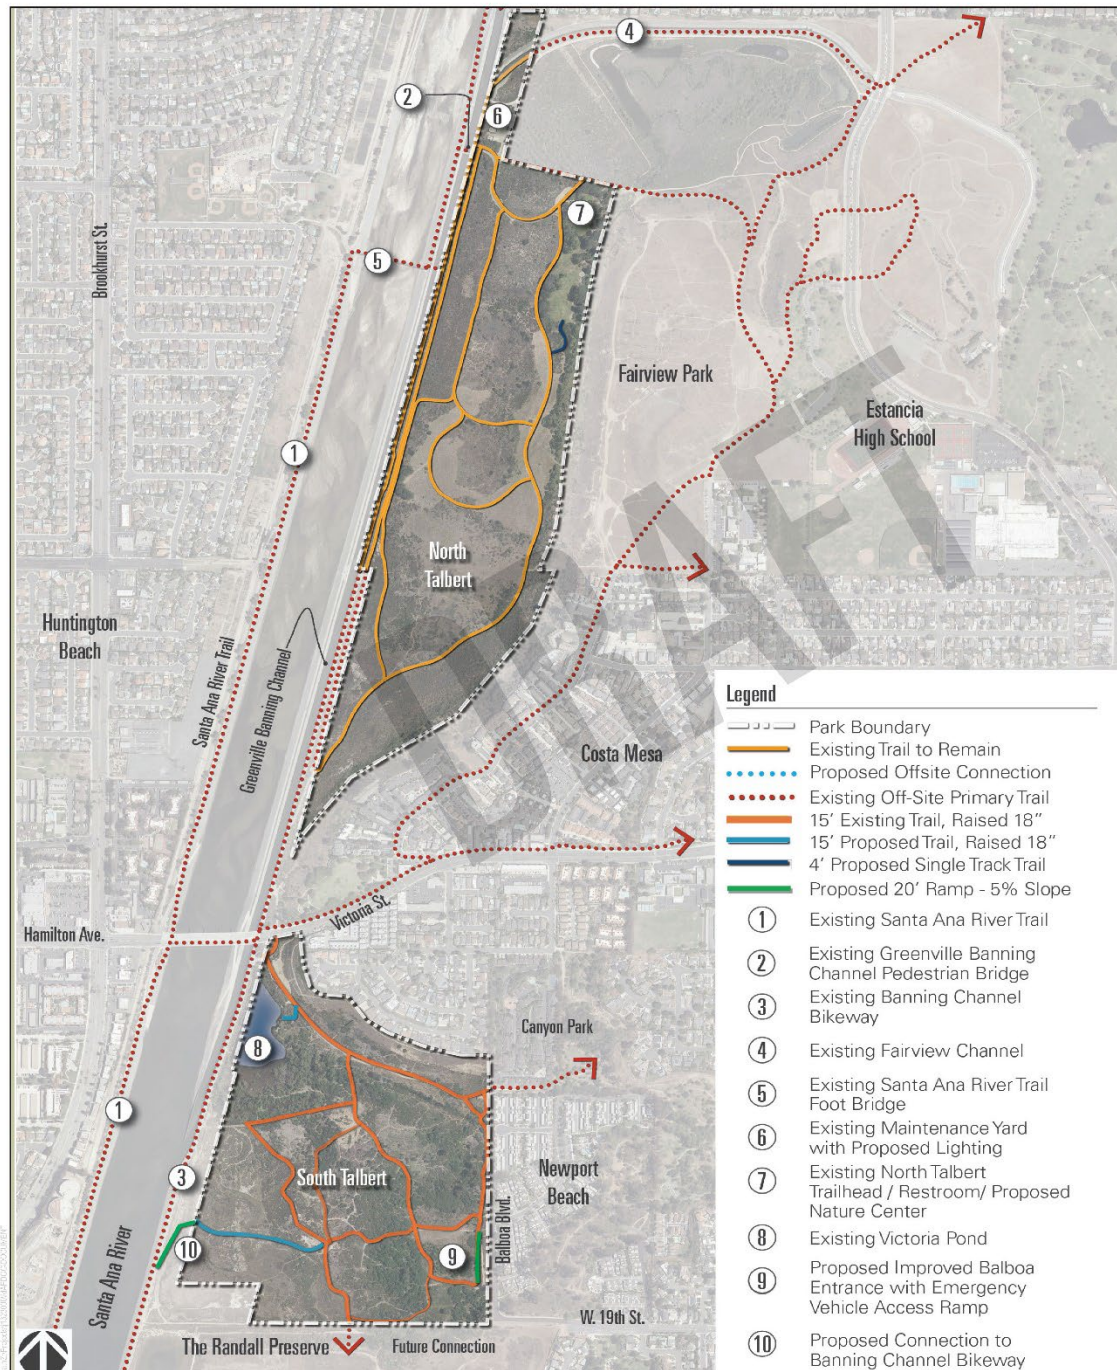 4
2
6
7
5
Brookhurst St.
Fairview Park
Estancia
High School
1
North
Talbert
Huntington
Beach
Santa Ana River Trail
Greenville Banning Channel
Costa Mesa
DRAFT
Victoria St.
Hamilton Ave.
8
Canyon Park
1
3
South Talbert
Newport
Beach
Balboa Blvd.
9
10
Santa Ana River
W. 19th St.
The Randall Preserve
Future Connection
Legend
Park Boundary
Existing Trail to Remain
Proposed Offsite Connection
Existing Off-Site Primary Trail
15' Existing Trail, Raised 18"
15' Proposed Trail, Raised 18"
4' Proposed Single Track Trail
Proposed 20' Ramp - 5% Slope
1 Existing Santa Ana River Trail
2 Existing Greenville Banning
Channel Pedestrian Bridge
3 Existing Banning Channel
Bikeway
4 Existing Fairview Channel
5 Existing Santa Ana River Trail
Foot Bridge
6 Existing Maintenance Yard
with Proposed Lighting
7 Existing North Talbert
Trailhead / Restroom/ Proposed
Nature Center
8 Existing Victoria Pond
9 Proposed Improved Balboa
Entrance with Emergency
Vehicle Access Ramp
10 Proposed Connection to
Banning Channel Bikeway